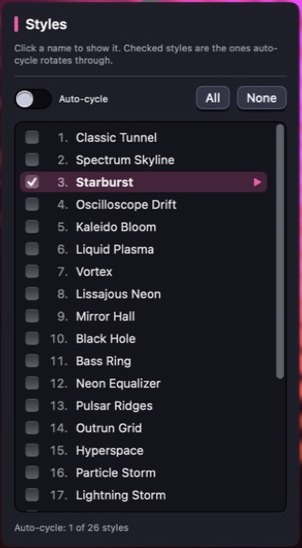 Styles
Click a name to show it. Checked styles are the ones auto-
cycle rotates through.
Auto-cycle All None
1. Classic Tunnel
2. Spectrum Skyline
3. Starburst
4. Oscilloscope Drift
5. Kaleido Bloom
6. Liquid Plasma
7. Vortex
8. Lissajous Neon
9. Mirror Hall
10. Black Hole
11. Bass Ring
12. Neon Equalizer
13. Pulsar Ridges
14. Outrun Grid
15. Hyperspace
16. Particle Storm
17. Lightning Storm
Auto-cycle: 1 of 26 styles